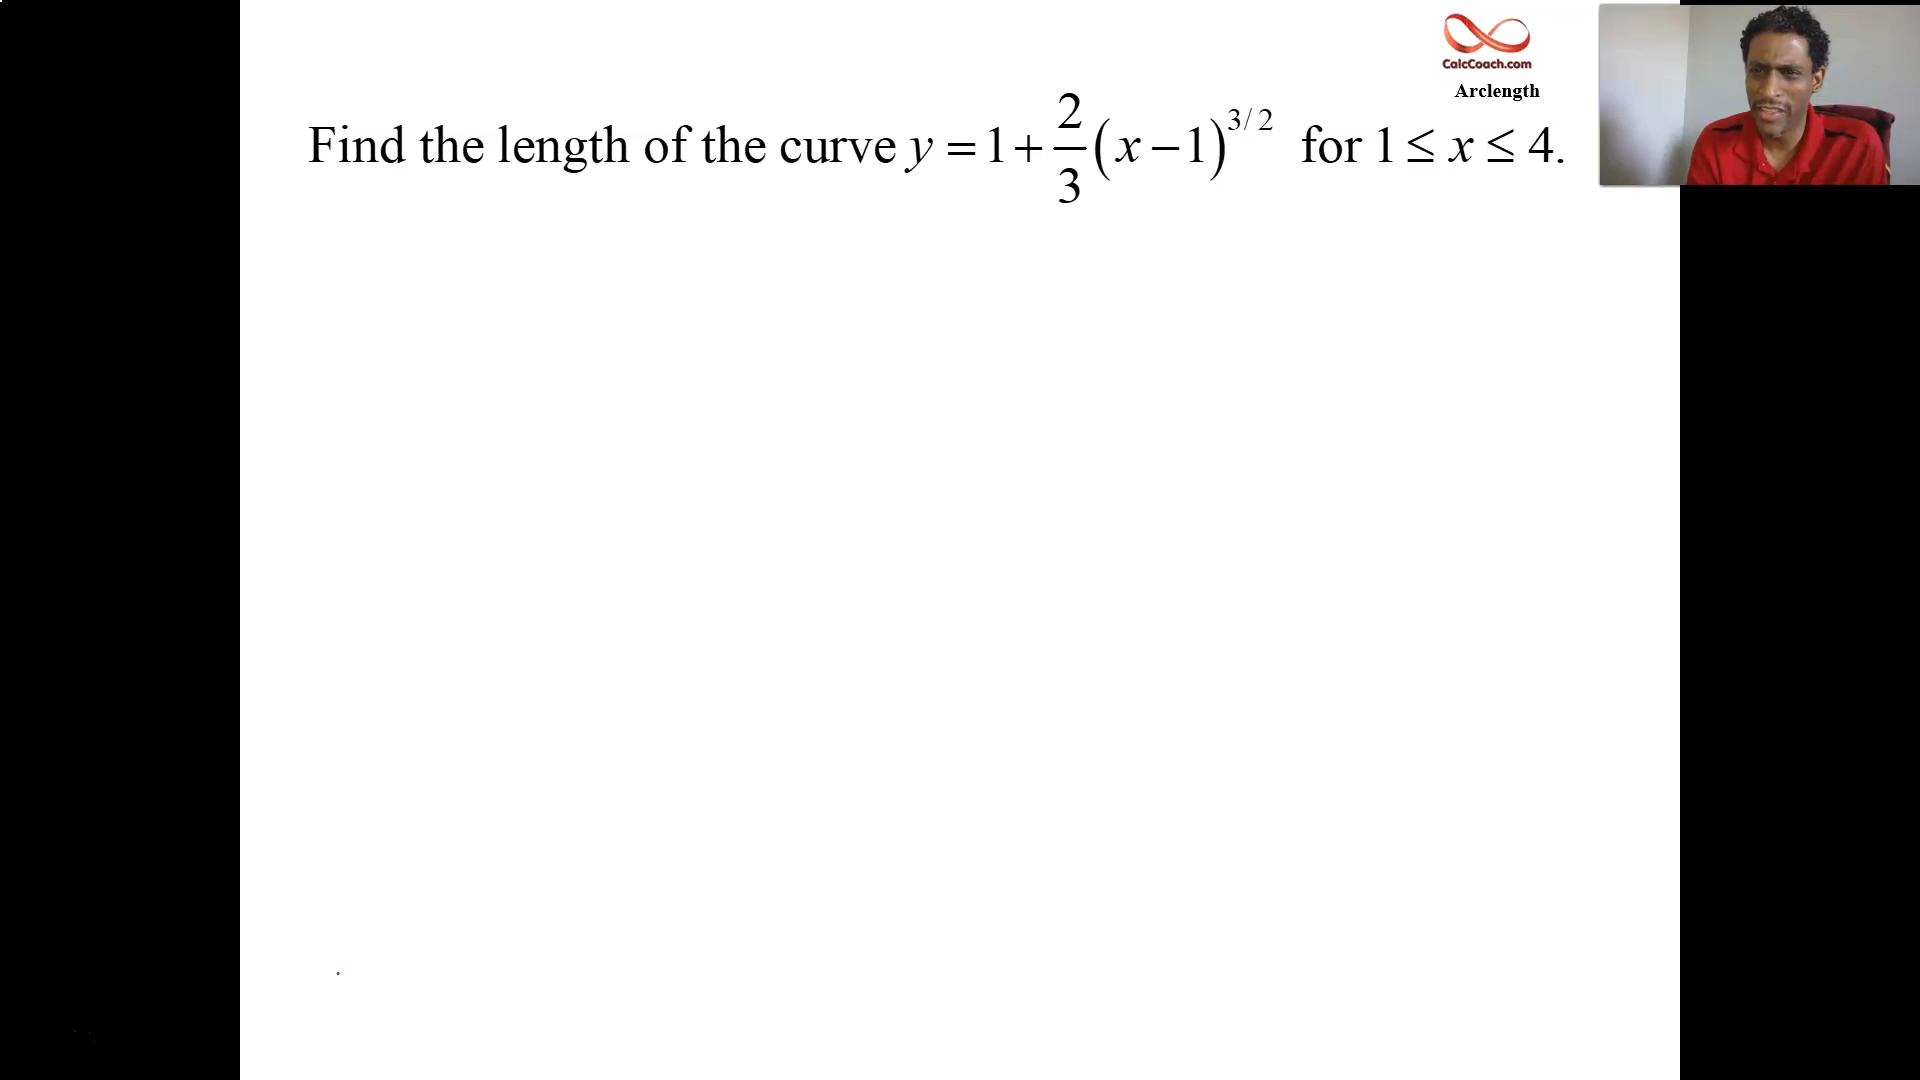 CalcCoach.com
Arclength
Find the length of the curve y = 1 + 2/3 (x − 1)^{3/2} for 1 ≤ x ≤ 4.